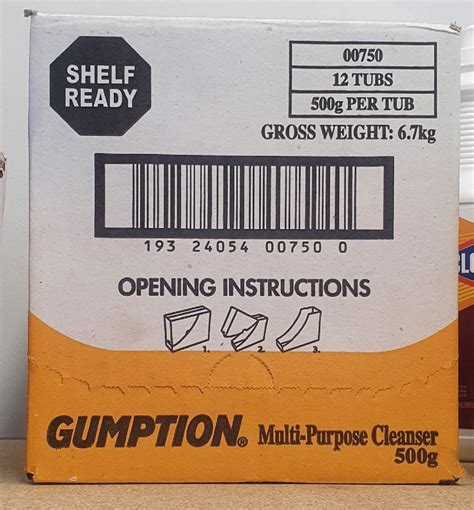 SHELF
READY
00750
12 TUBS
500g PER TUB
GROSS WEIGHT: 6.7kg
193 24054 00750 0
OPENING INSTRUCTIONS
1. 2. 3.
GUMPTION® Multi-Purpose Cleanser
500g